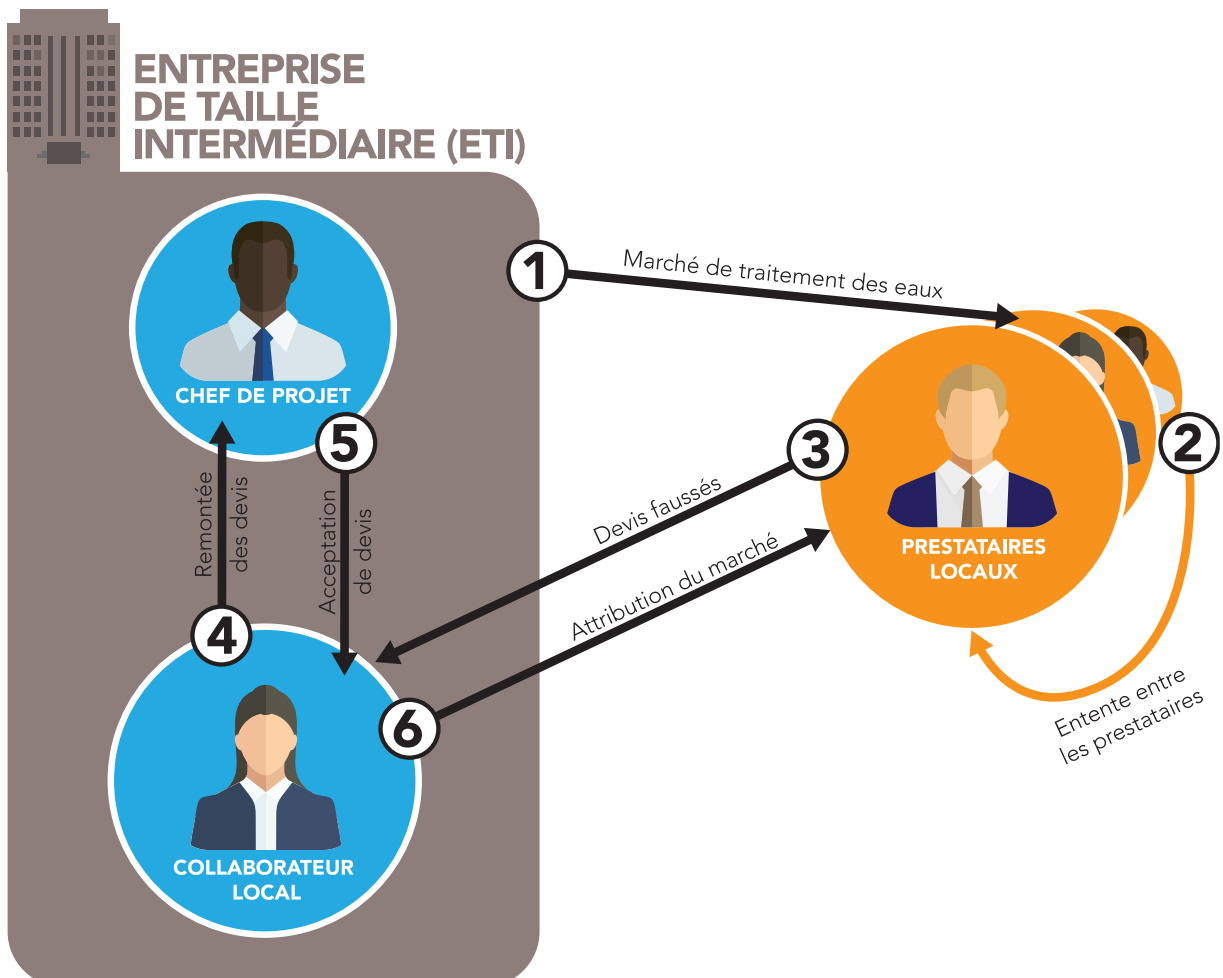 ENTREPRISE
DE TAILLE
INTERMÉDIAIRE (ETI)
1
Marché de traitement des eaux
CHEF DE PROJET
5
3
2
Remontée
des devis
Acceptation
de devis
Devis faussés
Attribution du marché
PRESTATAIRES
LOCAUX
4
6
Entente entre
les prestataires
COLLABORATEUR
LOCAL